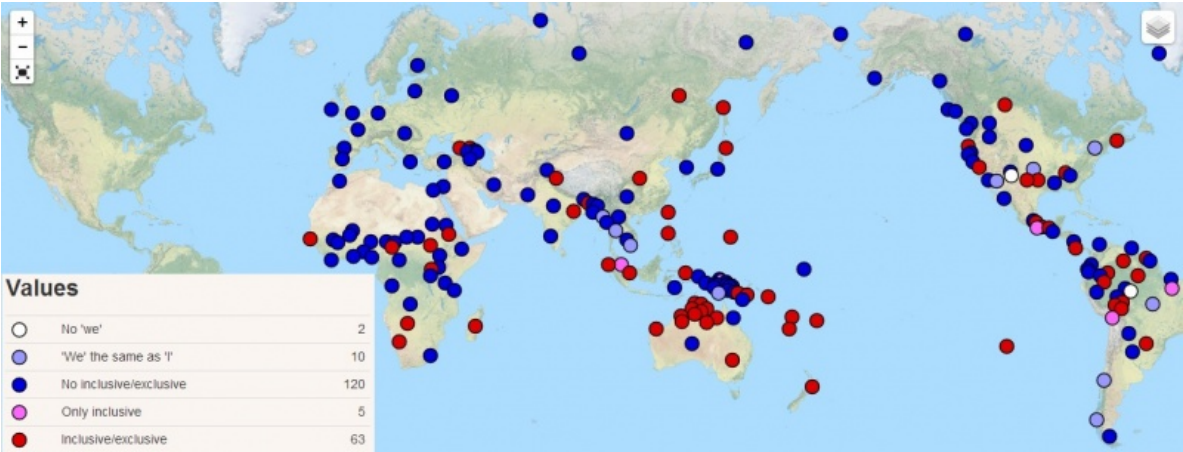 +
−
Values
No 'we' 2
'We' the same as 'I' 10
No inclusive/exclusive 120
Only inclusive 5
Inclusive/exclusive 63